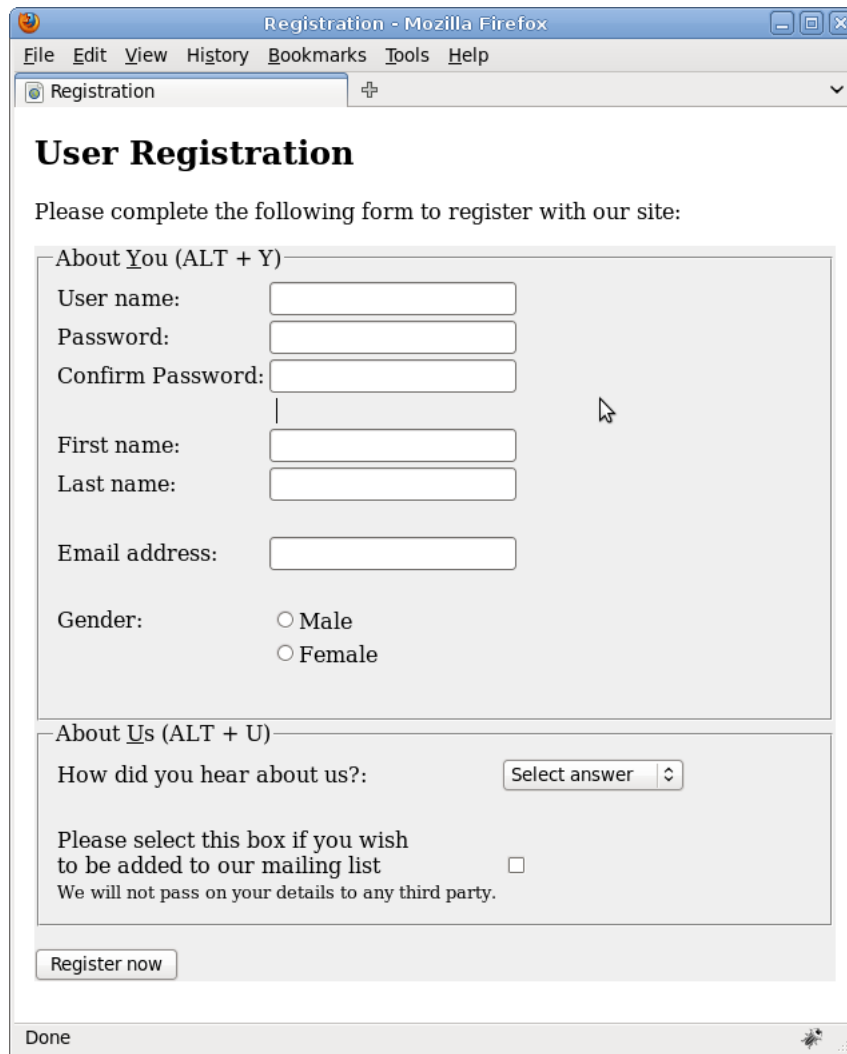 Registration - Mozilla Firefox
File Edit View History Bookmarks Tools Help
Registration
User Registration
Please complete the following form to register with our site:
About You (ALT + Y)
User name:
Password:
Confirm Password:
First name:
Last name:
Email address:
Gender:
Male
Female
About Us (ALT + U)
How did you hear about us?: Select answer
Please select this box if you wish
to be added to our mailing list
We will not pass on your details to any third party.
Register now
Done